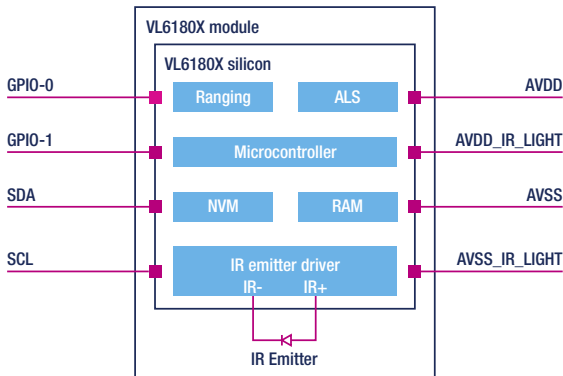 VL6180X module
VL6180X silicon
GPIO-0
Ranging
ALS
AVDD
GPIO-1
Microcontroller
AVDD_IR_LIGHT
SDA
NVM
RAM
AVSS
SCL
IR emitter driver
AVSS_IR_LIGHT
IR- IR+
IR Emitter